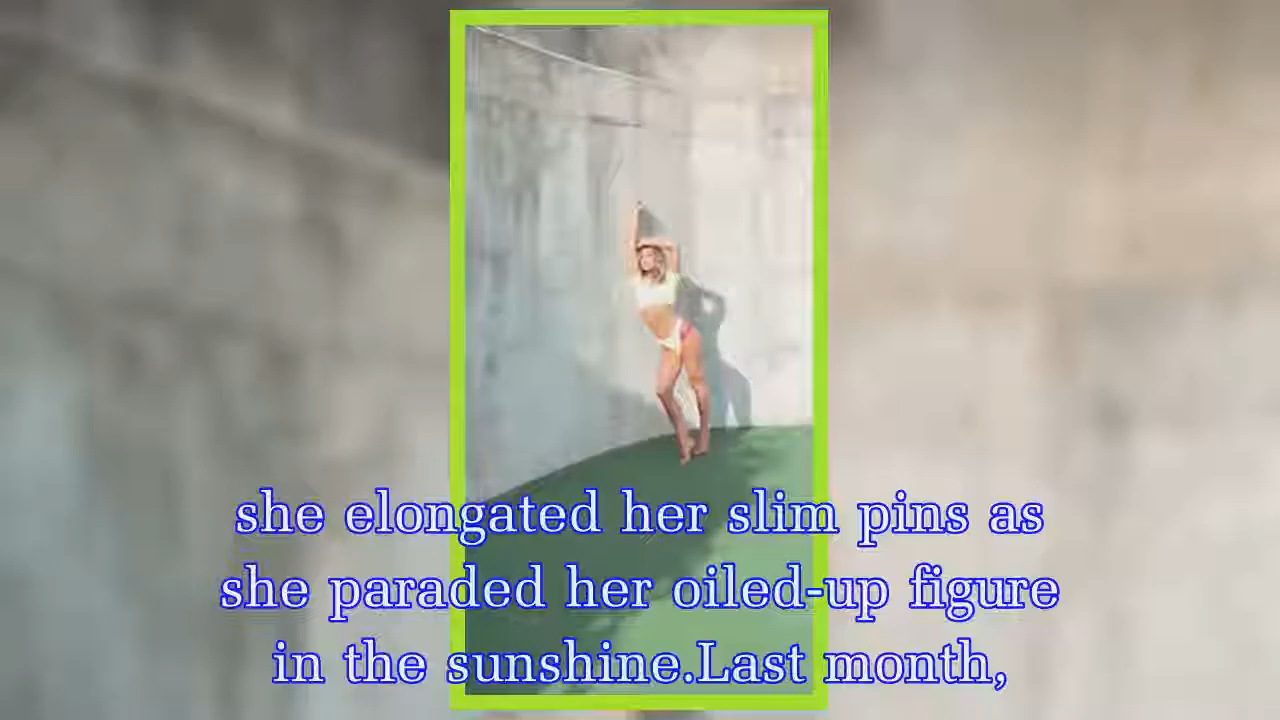 she elongated her slim pins as
she paraded her oiled-up figure
in the sunshine.Last month,